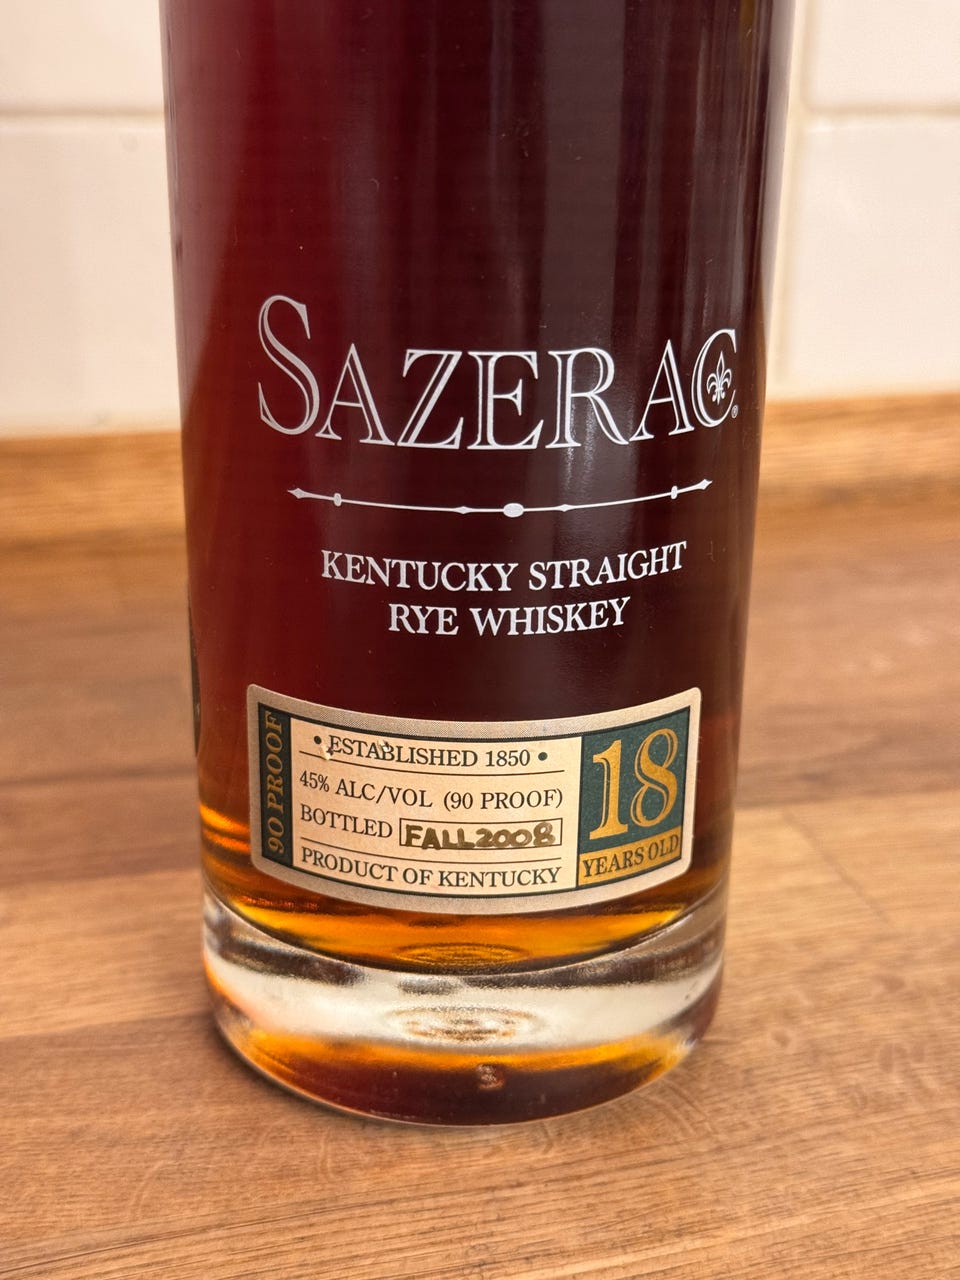 SAZERAC®
KENTUCKY STRAIGHT
RYE WHISKEY
90 PROOF
• ESTABLISHED 1850 •
45% ALC/VOL (90 PROOF)
BOTTLED FALL 2008
PRODUCT OF KENTUCKY
18
YEARS OLD